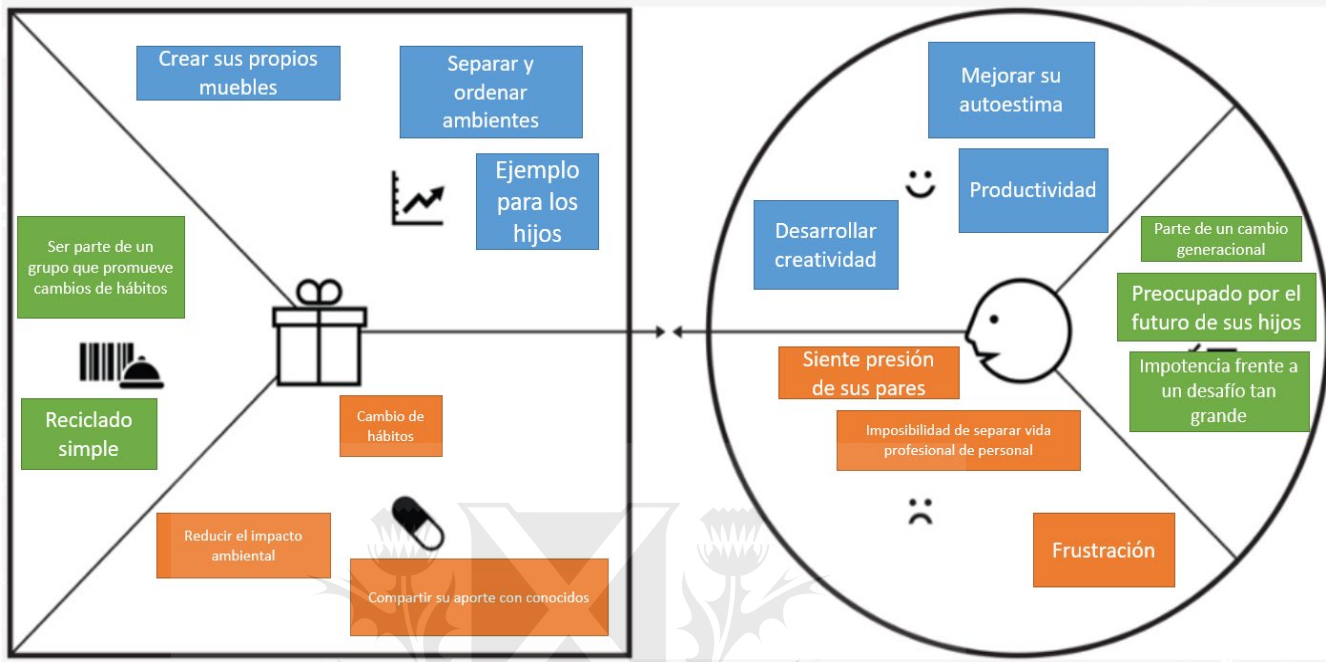 Crear sus propios
muebles
Separar y
ordenar
ambientes
Ejemplo
para los
hijos
Ser parte de un
grupo que promueve
cambios de hábitos
Reciclado
simple
Cambio de
hábitos
Reducir el impacto
ambiental
Compartir su aporte con conocidos
Mejorar su
autoestima
Productividad
Desarrollar
creatividad
Parte de un cambio
generacional
Preocupado por el
futuro de sus hijos
Impotencia frente a
un desafío tan
grande
Siente presión
de sus pares
Imposibilidad de separar vida
profesional de personal
Frustración